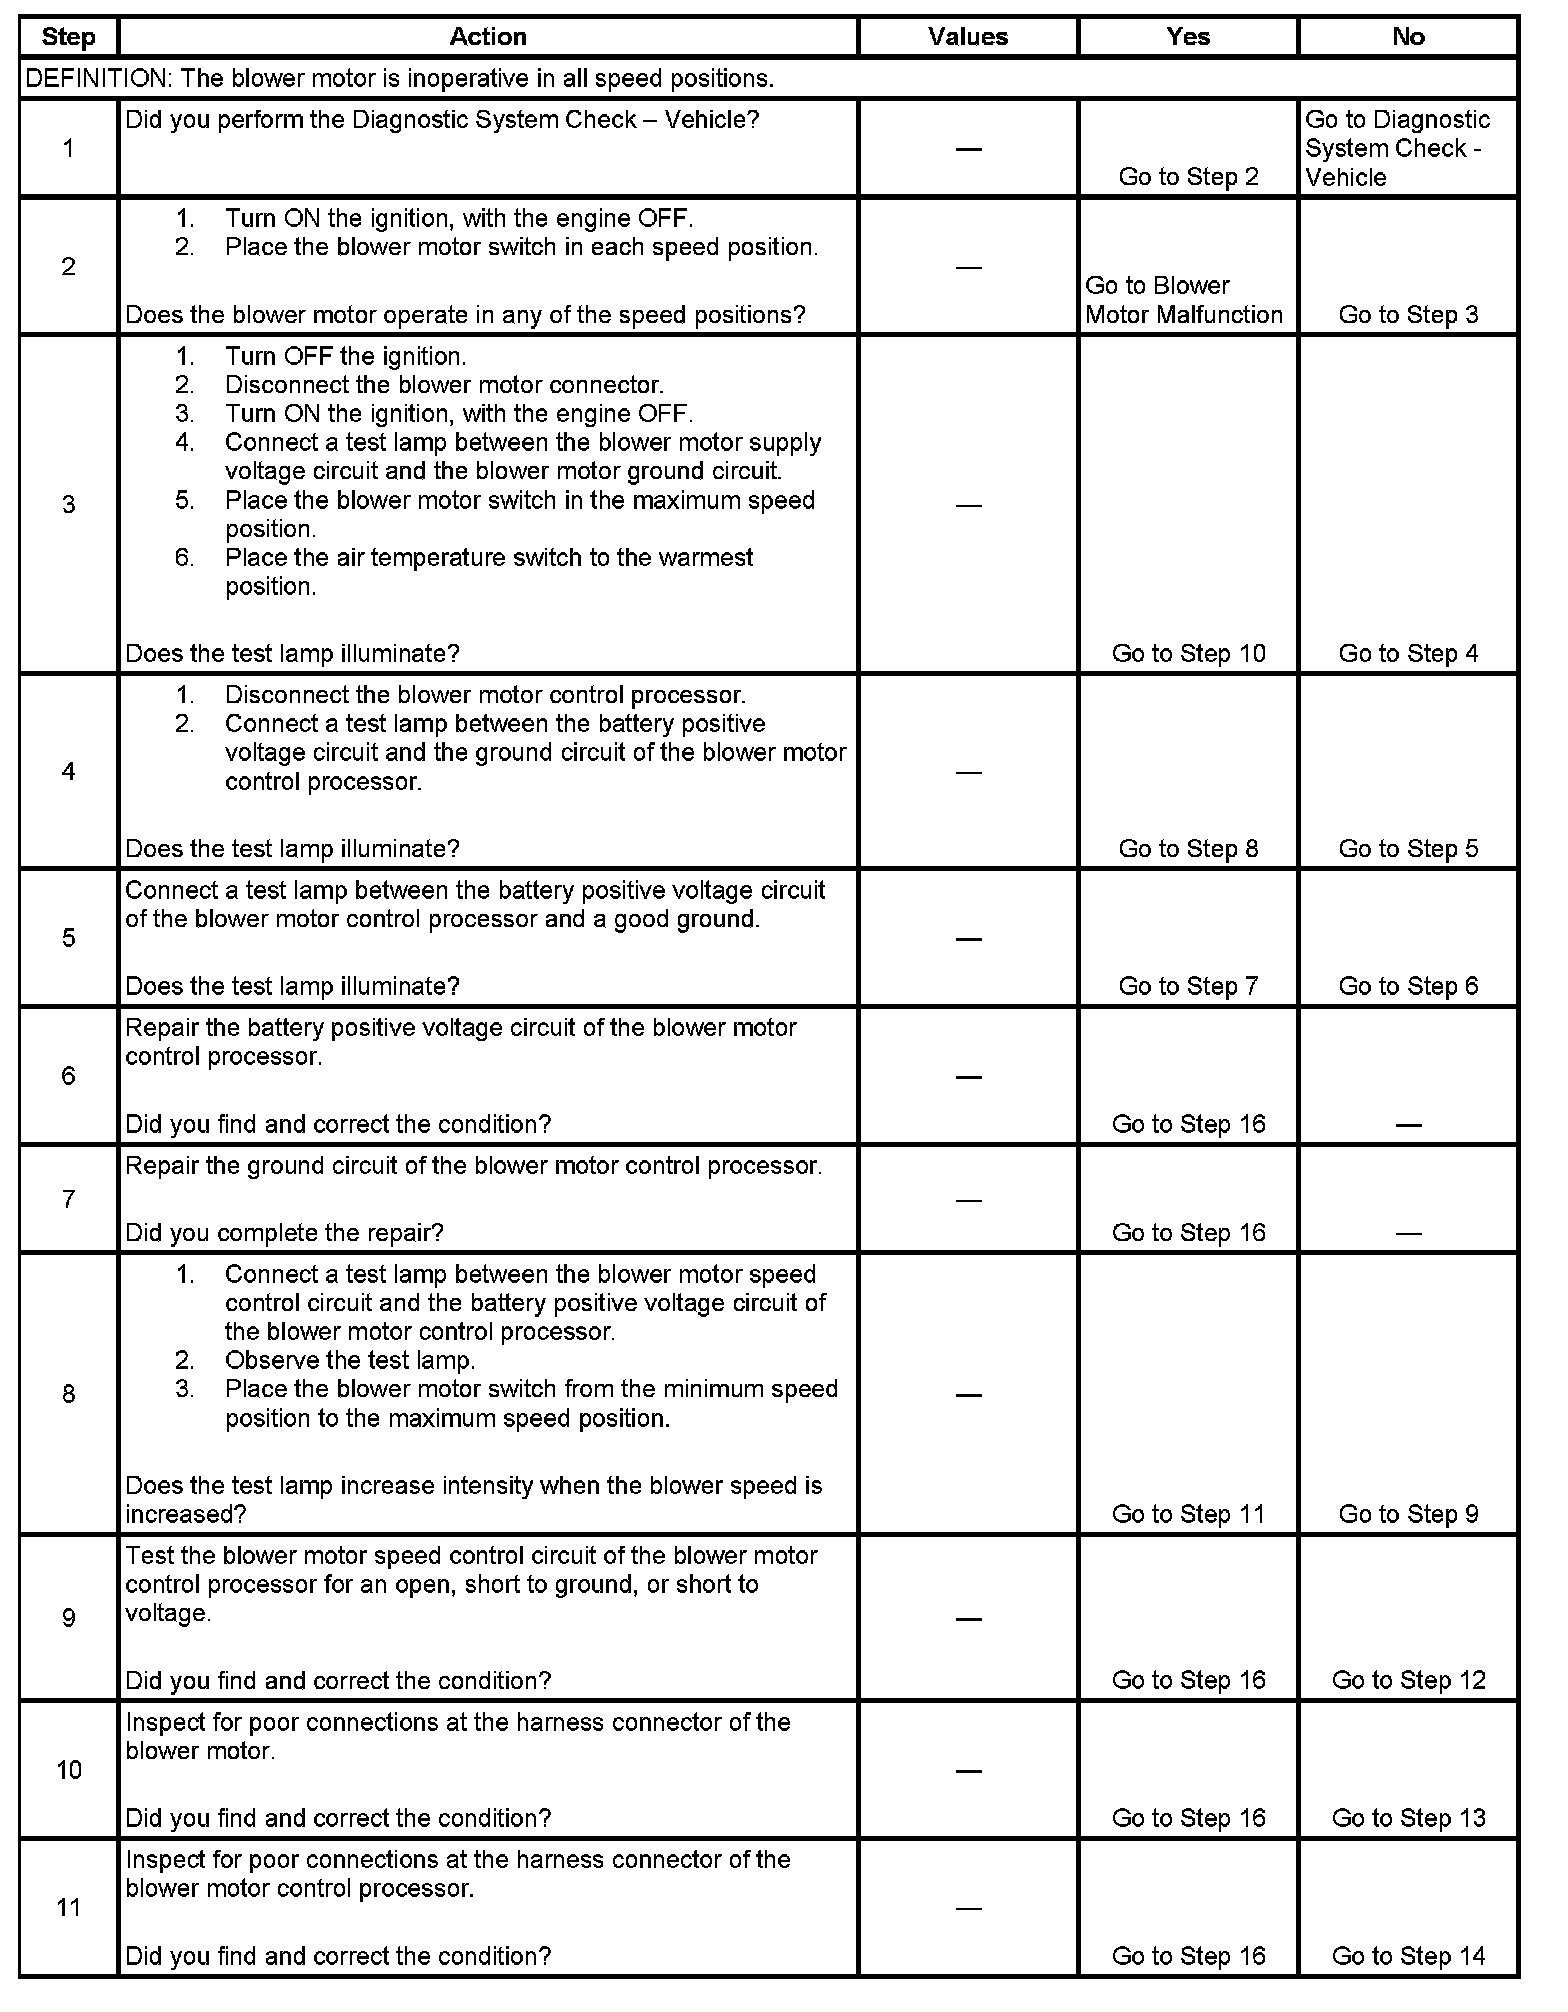 Step Action Values Yes No
DEFINITION: The blower motor is inoperative in all speed positions.
1
Did you perform the Diagnostic System Check – Vehicle?
—
Go to Step 2
Go to Diagnostic
System Check -
Vehicle
2
1. Turn ON the ignition, with the engine OFF.
2. Place the blower motor switch in each speed position.
Does the blower motor operate in any of the speed positions?
—
Go to Blower
Motor Malfunction
Go to Step 3
3
1. Turn OFF the ignition.
2. Disconnect the blower motor connector.
3. Turn ON the ignition, with the engine OFF.
4. Connect a test lamp between the blower motor supply
voltage circuit and the blower motor ground circuit.
5. Place the blower motor switch in the maximum speed
position.
6. Place the air temperature switch to the warmest
position.
Does the test lamp illuminate?
—
Go to Step 10
Go to Step 4
4
1. Disconnect the blower motor control processor.
2. Connect a test lamp between the battery positive
voltage circuit and the ground circuit of the blower motor
control processor.
Does the test lamp illuminate?
—
Go to Step 8
Go to Step 5
5
Connect a test lamp between the battery positive voltage circuit
of the blower motor control processor and a good ground.
Does the test lamp illuminate?
—
Go to Step 7
Go to Step 6
6
Repair the battery positive voltage circuit of the blower motor
control processor.
Did you find and correct the condition?
—
Go to Step 16
—
7
Repair the ground circuit of the blower motor control processor.
Did you complete the repair?
—
Go to Step 16
—
8
1. Connect a test lamp between the blower motor speed
control circuit and the battery positive voltage circuit of
the blower motor control processor.
2. Observe the test lamp.
3. Place the blower motor switch from the minimum speed
position to the maximum speed position.
Does the test lamp increase intensity when the blower speed is
increased?
—
Go to Step 11
Go to Step 9
9
Test the blower motor speed control circuit of the blower motor
control processor for an open, short to ground, or short to
voltage.
Did you find and correct the condition?
—
Go to Step 16
Go to Step 12
10
Inspect for poor connections at the harness connector of the
blower motor.
Did you find and correct the condition?
—
Go to Step 16
Go to Step 13
11
Inspect for poor connections at the harness connector of the
blower motor control processor.
Did you find and correct the condition?
—
Go to Step 16
Go to Step 14